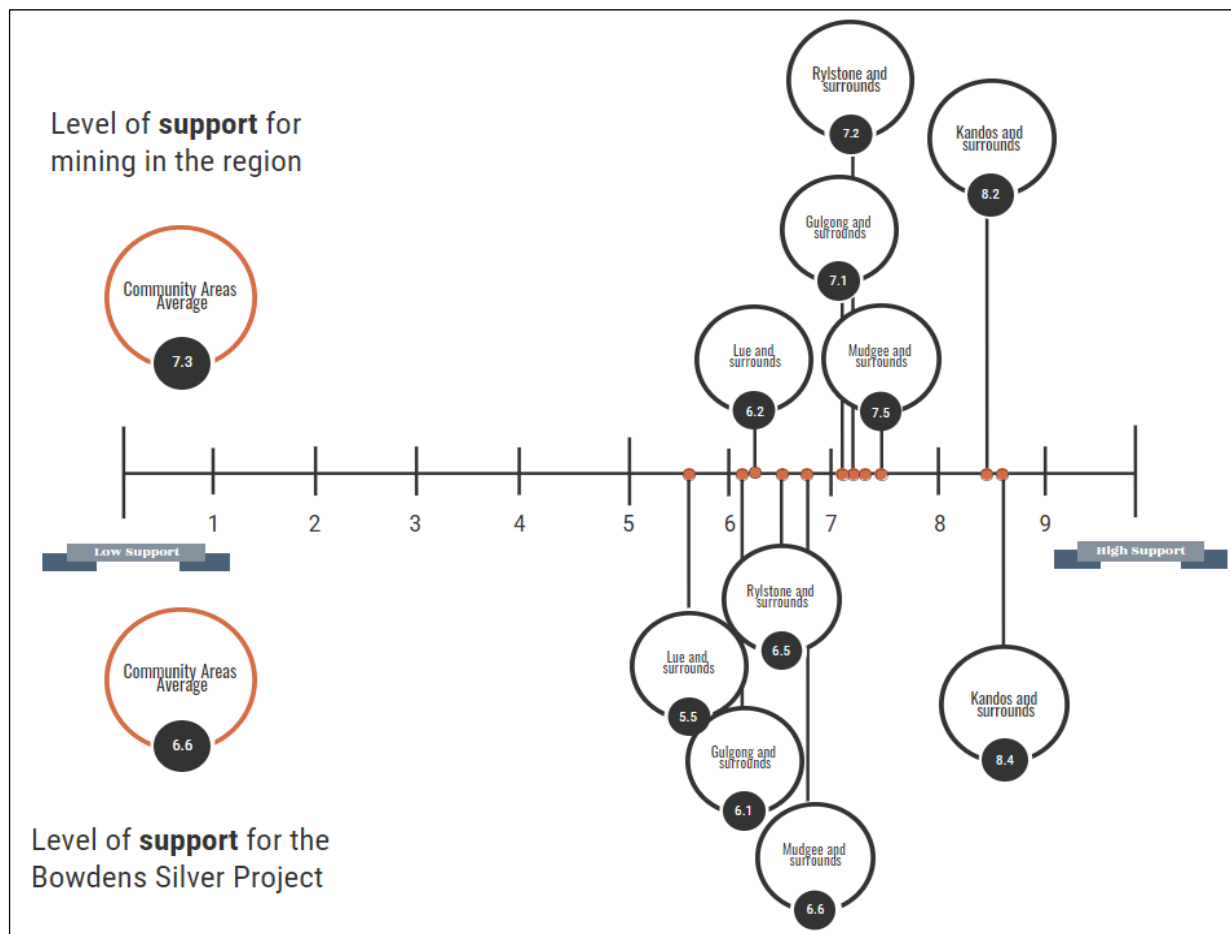 Level of support for
mining in the region
Community Areas
Average
7.3
Rylstone and
surrounds
7.2
Kandos and
surrounds
8.2
Gulgong and
surrounds
7.1
Lue and
surrounds
6.2
Mudgee and
surrounds
7.5
1 2 3 4 5 6 7 8 9
Low Support
High Support
Community Areas
Average
6.6
Rylstone and
surrounds
6.5
Lue and
surrounds
5.5
Kandos and
surrounds
8.4
Gulgong and
surrounds
6.1
Mudgee and
surrounds
6.6
Level of support for the
Bowdens Silver Project